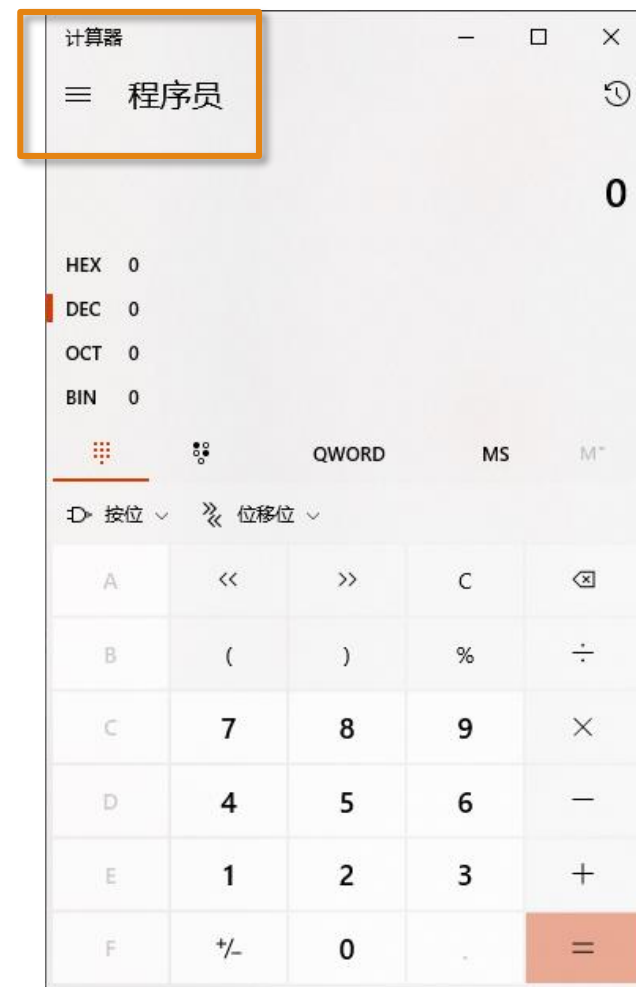 计算器
程序员
0
HEX 0
DEC 0
OCT 0
BIN 0
QWORD MS M˅
按位 位移位
A << >> C
B ( ) % ÷
C 7 8 9 ×
D 4 5 6 −
E 1 2 3 +
F +/− 0 . =